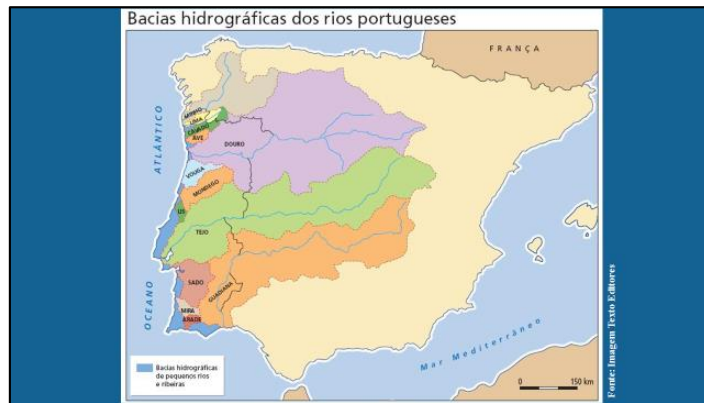 Bacias hidrográficas dos rios portugueses
FRANÇA
ATLÂNTICO
MINHO
LIMA
CÁVADO
AVE
DOURO
VOUGA
MONDEGO
LIS
TEJO
SADO
GUADIANA
MIRA
ARADE
OCEANO
Mar Mediterrâneo
Bacias hidrográficas
de pequenos rios
e ribeiras
0 150 km
Fonte: Imagem Texto Editores